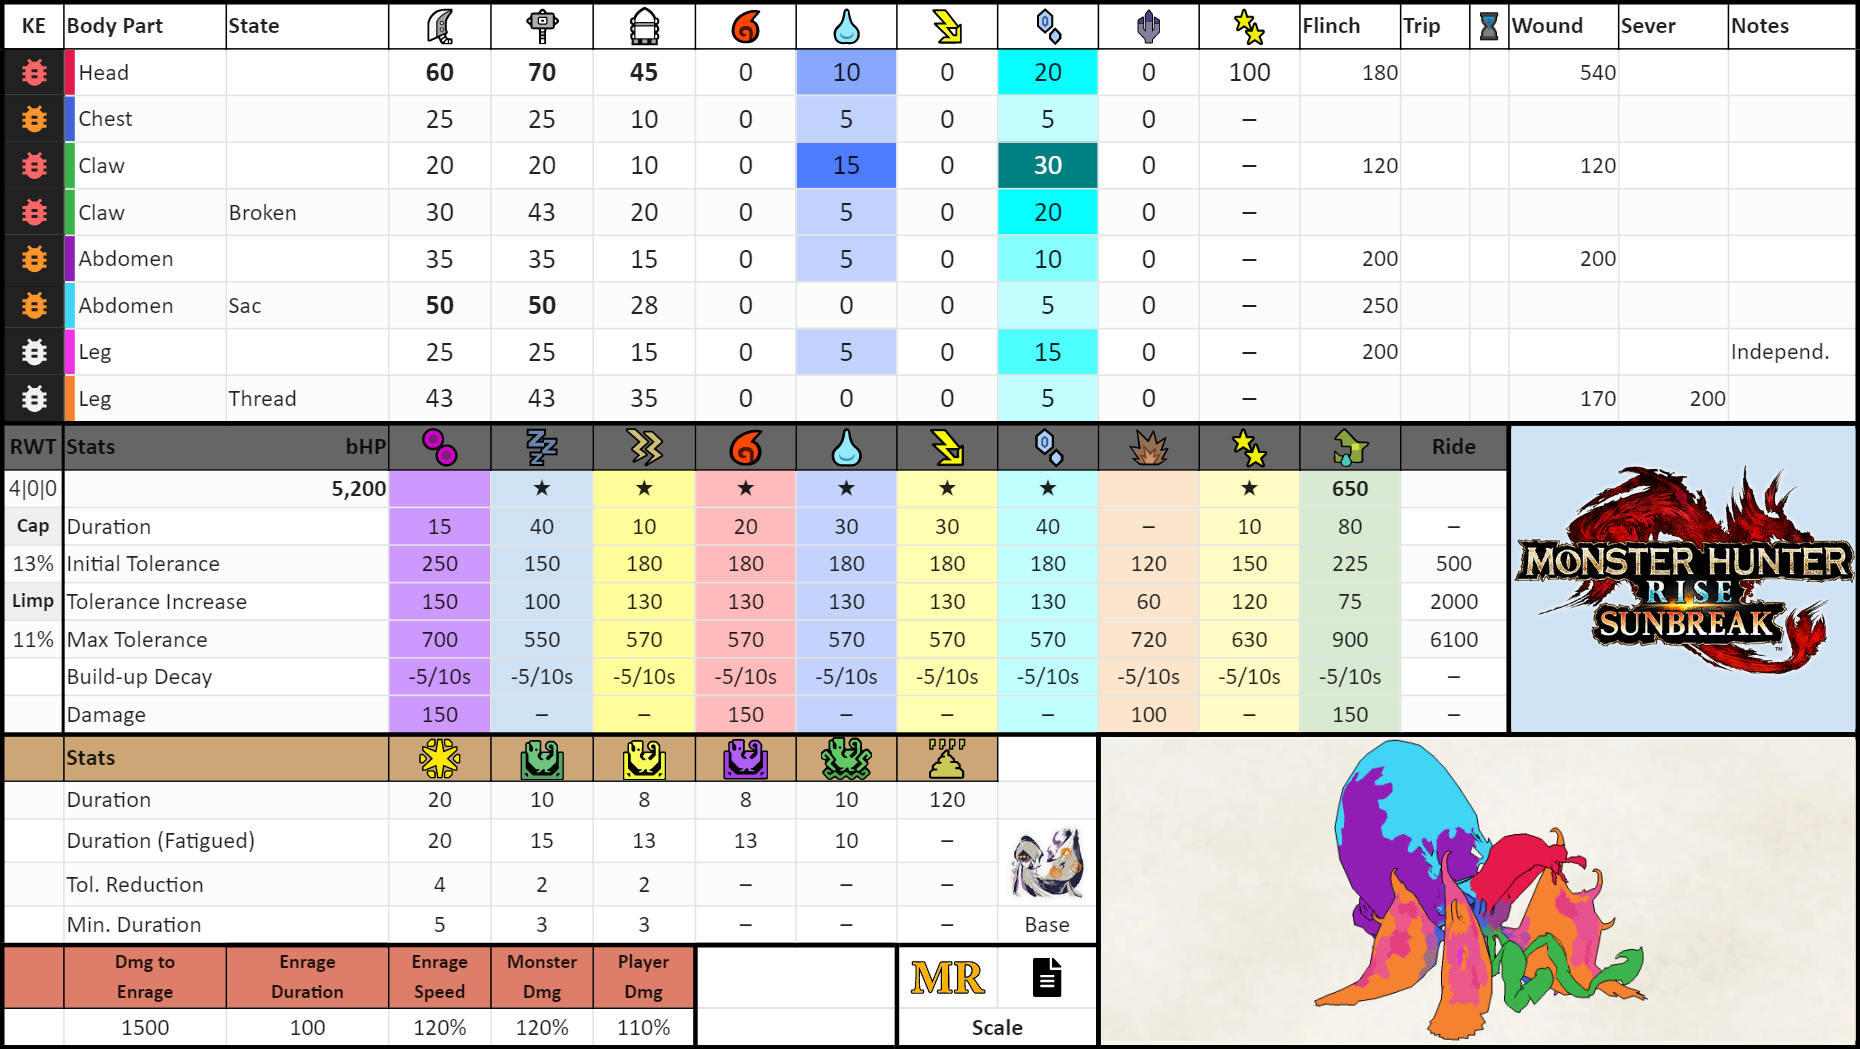 KE Body Part State Flinch Trip Wound Sever Notes
Head 60 70 45 0 10 0 20 0 100 180 540
Chest 25 25 10 0 5 0 5 0 –
Claw 20 20 10 0 15 0 30 0 – 120 120
Claw Broken 30 43 20 0 5 0 20 0 –
Abdomen 35 35 15 0 5 0 10 0 – 200 200
Abdomen Sac 50 50 28 0 0 0 5 0 – 250
Leg 25 25 15 0 5 0 15 0 – 200 Independ.
Leg Thread 43 43 35 0 0 0 5 0 – 170 200
RWT Stats bHP Ride
4|0|0 5,200 ★ ★ ★ ★ ★ ★ ★ 650
Cap Duration 15 40 10 20 30 30 40 – 10 80 –
13% Initial Tolerance 250 150 180 180 180 180 180 120 150 225 500
Limp Tolerance Increase 150 100 130 130 130 130 130 60 120 75 2000
11% Max Tolerance 700 550 570 570 570 570 570 720 630 900 6100
Build-up Decay -5/10s -5/10s -5/10s -5/10s -5/10s -5/10s -5/10s -5/10s -5/10s -5/10s –
Damage 150 – – 150 – – – 100 – 150 –
MONSTER HUNTER
RISE
SUNBREAK
TM
Stats
Duration 20 10 8 8 10 120
Duration (Fatigued) 20 15 13 13 10 –
Tol. Reduction 4 2 2 – – –
Min. Duration 5 3 3 – – – Base
Dmg to Enrage Enrage Monster Player
Enrage Duration Speed Dmg Dmg
MR
1500 100 120% 120% 110% Scale